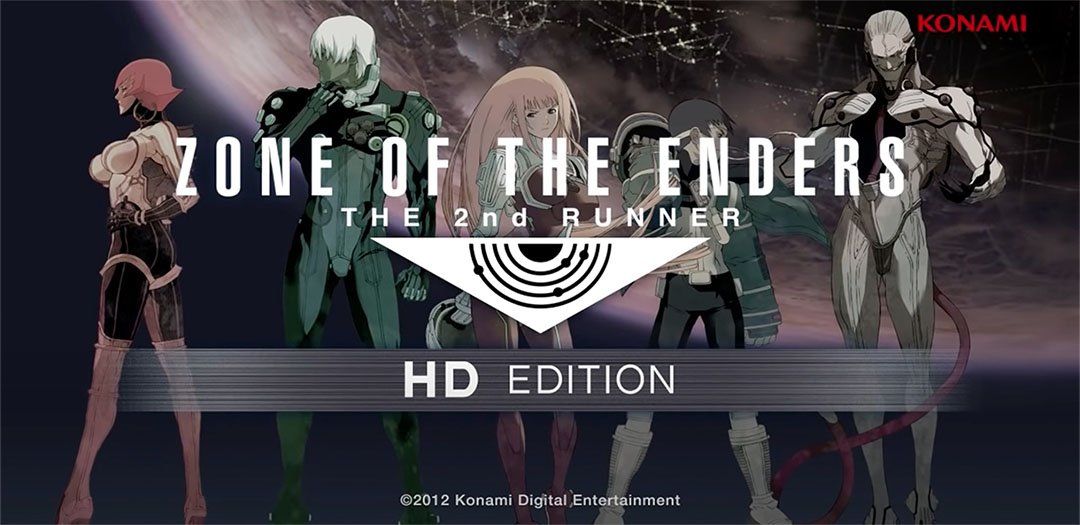 KONAMI
ZONE OF THE ENDERS
THE 2nd RUNNER
HD EDITION
©2012 Konami Digital Entertainment